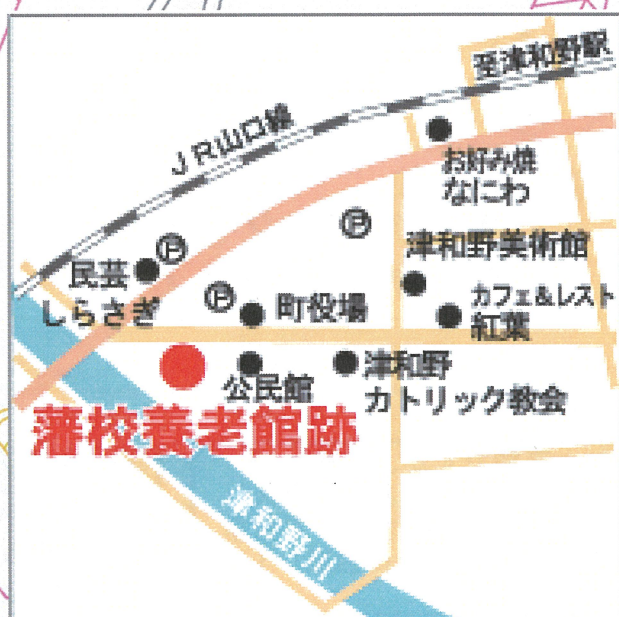 至津和野駅
JR山口線
お好み焼
なにわ
Ⓟ
津和野美術館
Ⓟ
民芸
しらさぎ
Ⓟ
町役場
カフェ&レスト
紅葉
公民館
津和野
カトリック教会
藩校養老館跡
津和野川